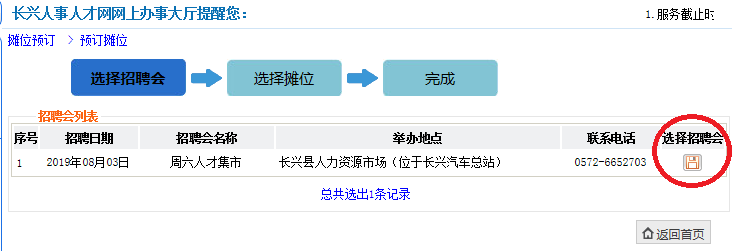 长兴人事人才网网上办事大厅提醒您：
1. 服务截止时
摊位预订 > 预订摊位
选择招聘会 选择摊位 完成
招聘会列表
序号 招聘日期 招聘会名称 举办地点 联系电话 选择招聘会
1 2019年08月03日 周六人才集市 长兴县人力资源市场（位于长兴汽车总站） 0572-6652703
总共选出1条记录
返回首页